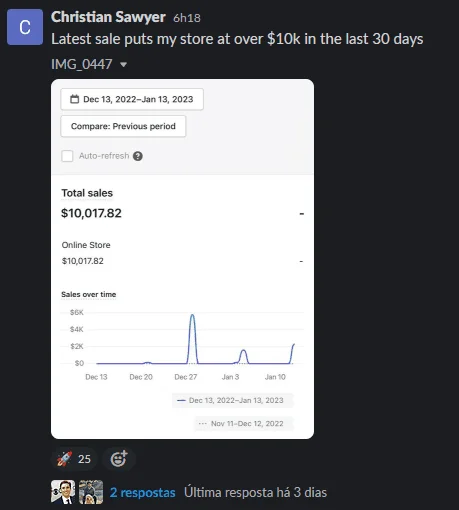 C
Christian Sawyer 6h18
Latest sale puts my store at over $10k in the last 30 days
IMG_0447
Dec 13, 2022–Jan 13, 2023
Compare: Previous period
Auto-refresh ?
Total sales
$10,017.82 -
Online Store
$10,017.82 -
Sales over time
$6K
$4K
$2K
$0
Dec 13 Dec 20 Dec 27 Jan 3 Jan 10
Dec 13, 2022–Jan 13, 2023
Nov 11–Dec 12, 2022
25
2 respostas Última resposta há 3 dias